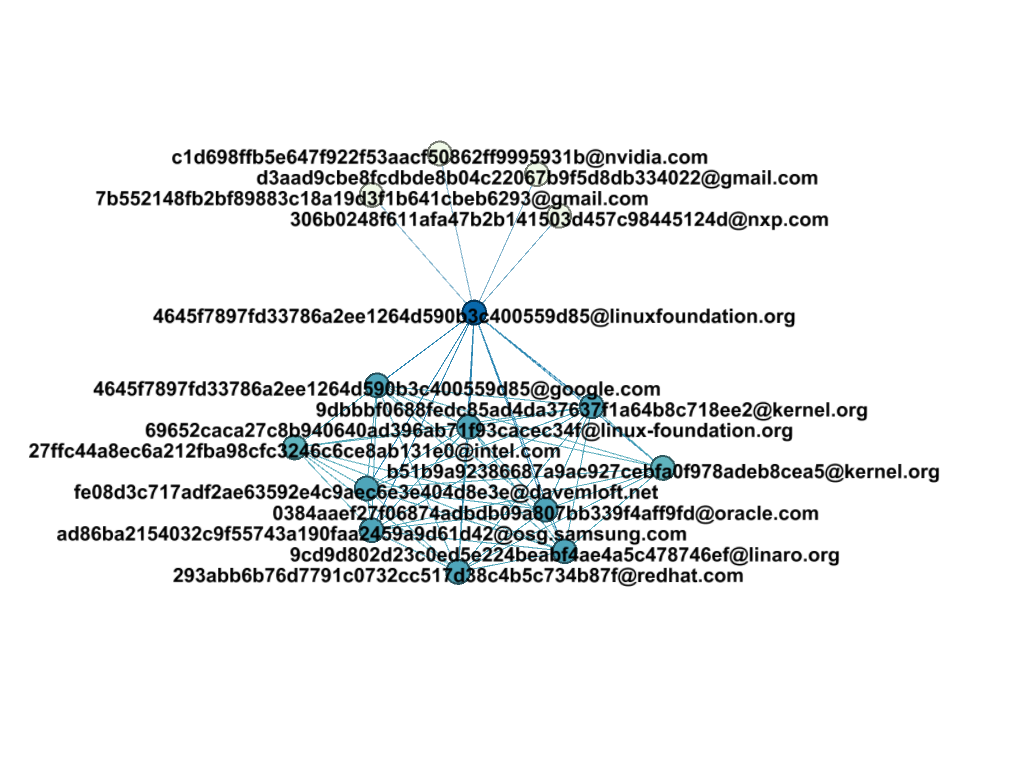 c1d698ffb5e647f922f53aacf50862ff9995931b@nvidia.com
d3aad9cbe8fcdbde8b04c22067b9f5d8db334022@gmail.com
7b552148fb2bf89883c18a19d3f1b641cbeb6293@gmail.com
306b0248f611afa47b2b141503d457c98445124d@nxp.com
4645f7897fd33786a2ee1264d590b3c400559d85@linuxfoundation.org
4645f7897fd33786a2ee1264d590b3c400559d85@google.com
9dbbbf0688fedc85ad4da37637f1a64b8c718ee2@kernel.org
69652caca27c8b940640ad396ab71f93cacec34f@linux-foundation.org
27ffc44a8ec6a212fba98cfc3246c6ce8ab131e0@intel.com
b51b9a92386687a9ac927cebfa0f978adeb8cea5@kernel.org
fe08d3c717adf2ae63592e4c9aec6e3e404d8e3e@davemloft.net
0384aaef27f06874adbdb09a807bb339f4aff9fd@oracle.com
ad86ba2154032c9f55743a190faa2459a9d61d42@osg.samsung.com
9cd9d802d23c0ed5e224beabf4ae4a5c478746ef@linaro.org
293abb6b76d7791c0732cc517d38c4b5c734b87f@redhat.com